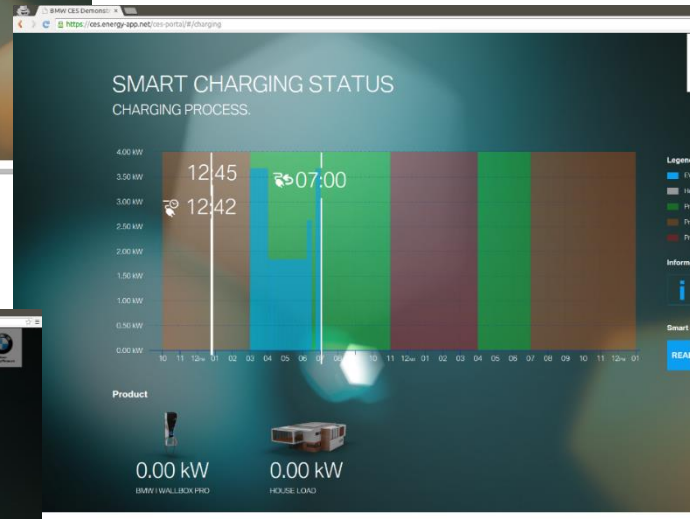 BMW CES Demonstr
https://ces.energy-app.net/ces-portal/#/charging
SMART CHARGING STATUS
CHARGING PROCESS.
4.00 kW
3.50 kW
3.00 kW
2.50 kW
2.00 kW
1.50 kW
1.00 kW
0.50 kW
0.00 kW
12:45
07:00
12:42
10 11 12PM 01 02 03 04 05 06 07 08 10 11 12AM 01 02 03 04 05 06 07 08 09 10 11 12PM 01
Legen
Inform
i
Smart
REA
Product
0.00 kW
BMW i WALLBOX PRO
0.00 kW
HOUSE LOAD